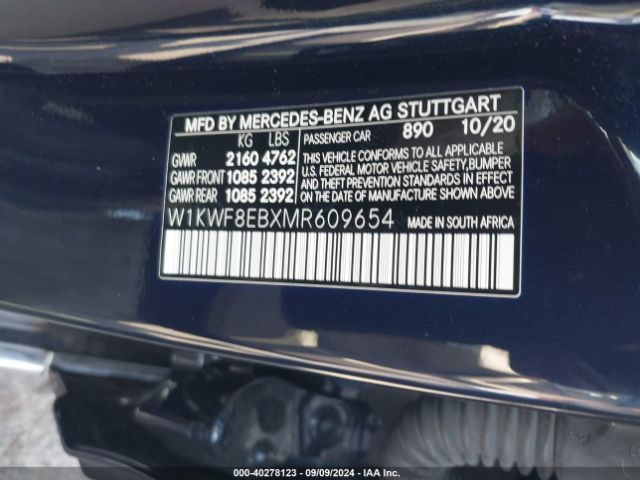 MFD BY MERCEDES-BENZ AG STUTTGART
KG LBS PASSENGER CAR 890 10/20
GVWR 2160 4762
GAWR FRONT 1085 2392
GAWR REAR 1085 2392
THIS VEHICLE CONFORMS TO ALL APPLICABLE
U.S. FEDERAL MOTOR VEHICLE SAFETY, BUMPER
AND THEFT PREVENTION STANDARDS IN EFFECT
ON THE DATE OF MANUFACTURE SHOWN ABOVE.
W1KWF8EBXMR609654
MADE IN SOUTH AFRICA
000-40278123 - 09/09/2024 - IAA Inc.